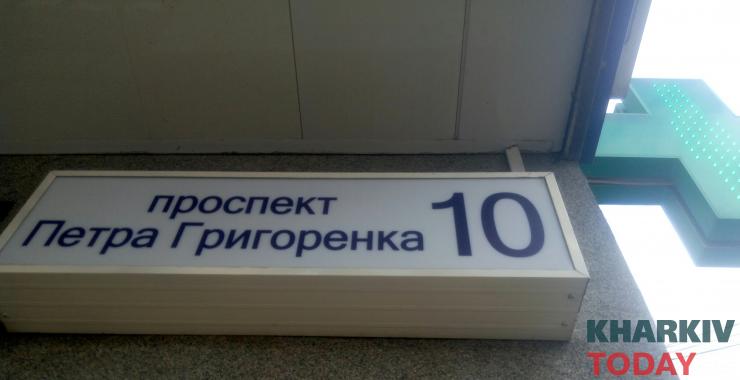 проспект
Петра Григоренка 10
KHARKIV
TODAY